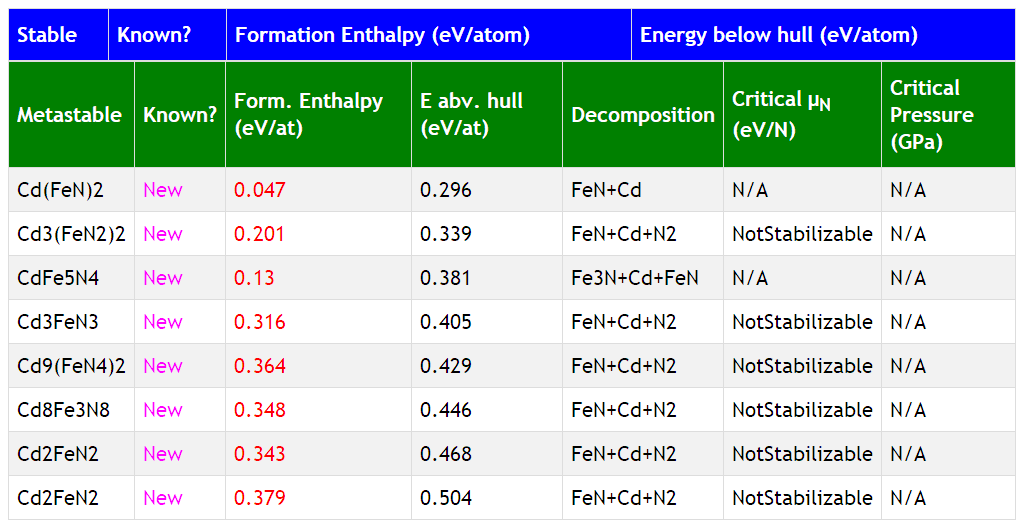 Stable Known? Formation Enthalpy (eV/atom) Energy below hull (eV/atom)
Metastable Known? Form. Enthalpy (eV/at) E abv. hull (eV/at) Decomposition Critical μN (eV/N) Critical Pressure (GPa)
Cd(FeN)2 New 0.047 0.296 FeN+Cd N/A N/A
Cd3(FeN2)2 New 0.201 0.339 FeN+Cd+N2 NotStabilizable N/A
CdFe5N4 New 0.13 0.381 Fe3N+Cd+FeN N/A N/A
Cd3FeN3 New 0.316 0.405 FeN+Cd+N2 NotStabilizable N/A
Cd9(FeN4)2 New 0.364 0.429 FeN+Cd+N2 NotStabilizable N/A
Cd8Fe3N8 New 0.348 0.446 FeN+Cd+N2 NotStabilizable N/A
Cd2FeN2 New 0.343 0.468 FeN+Cd+N2 NotStabilizable N/A
Cd2FeN2 New 0.379 0.504 FeN+Cd+N2 NotStabilizable N/A